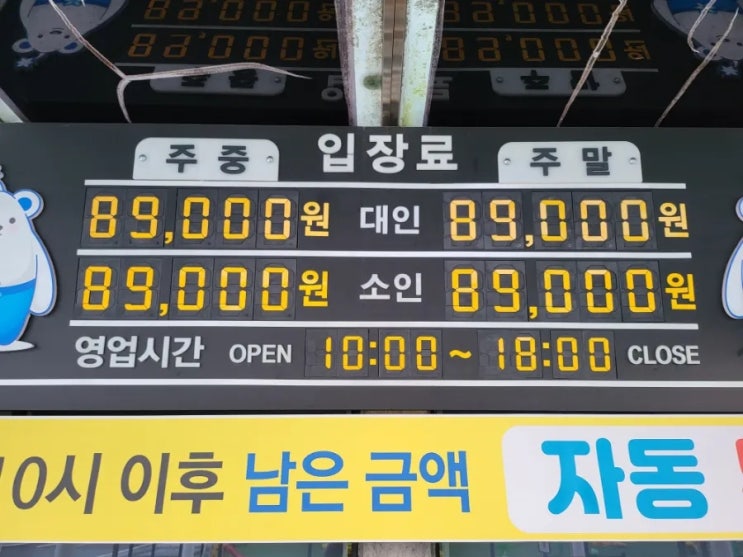 입장료
주중 주말
89,000원 대인 89,000원
89,000원 소인 89,000원
영업시간 OPEN 10:00~18:00 CLOSE
10시 이후 남은 금액 자동